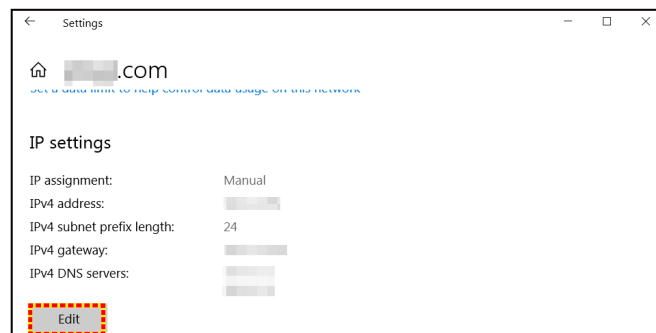 Settings
.com
Set a data limit to help control data usage on this network
IP settings
IP assignment: Manual
IPv4 address:
IPv4 subnet prefix length: 24
IPv4 gateway:
IPv4 DNS servers:
Edit